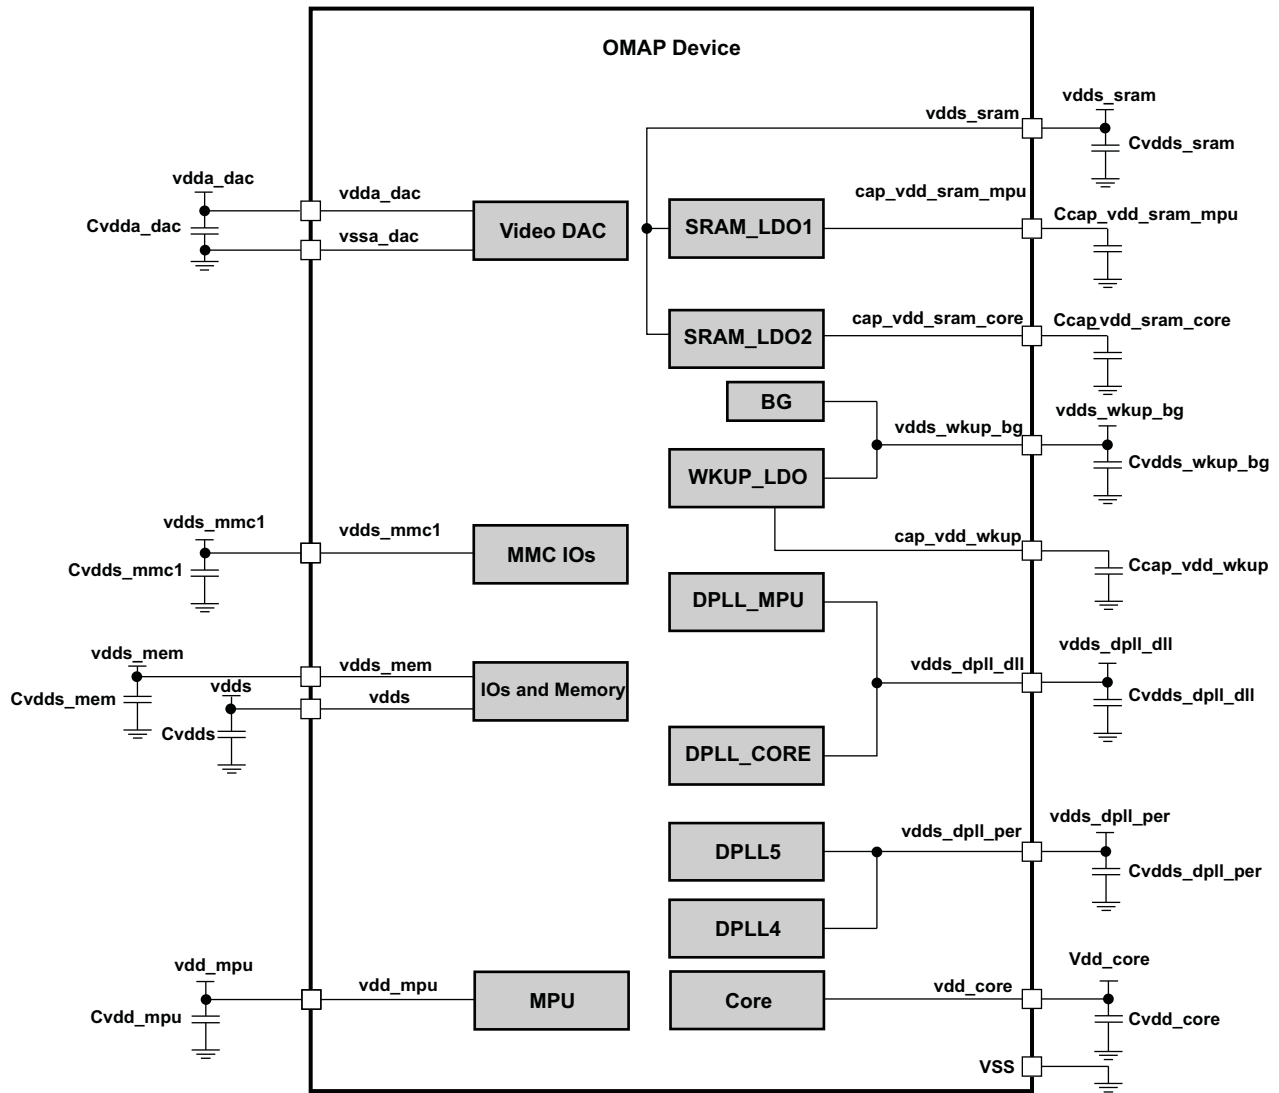 OMAP Device
vdds_sram
vdds_sram
Cvdds_sram
vdda_dac
vdda_dac
Cvdda_dac
vssa_dac
Video DAC
SRAM_LDO1
cap_vdd_sram_mpu
Ccap_vdd_sram_mpu
SRAM_LDO2
cap_vdd_sram_core
Ccap vdd_sram_core
BG
vdds_wkup_bg
vdds_wkup_bg
Cvdds_wkup_bg
WKUP_LDO
cap_vdd_wkup
Ccap_vdd_wkup
vdds_mmc1
vdds_mmc1
Cvdds_mmc1
MMC IOs
DPLL_MPU
vdds_dpll_dll
vdds_dpll_dll
Cvdds_dpll_dll
DPLL_CORE
vdds_mem
vdds_mem
Cvdds_mem
vdds
vdds
Cvdds
IOs and Memory
DPLL5
vdds_dpll_per
vdds_dpll_per
Cvdds_dpll_per
DPLL4
vdd_mpu
vdd_mpu
Cvdd_mpu
MPU
Core
vdd_core
Vdd_core
Cvdd_core
VSS